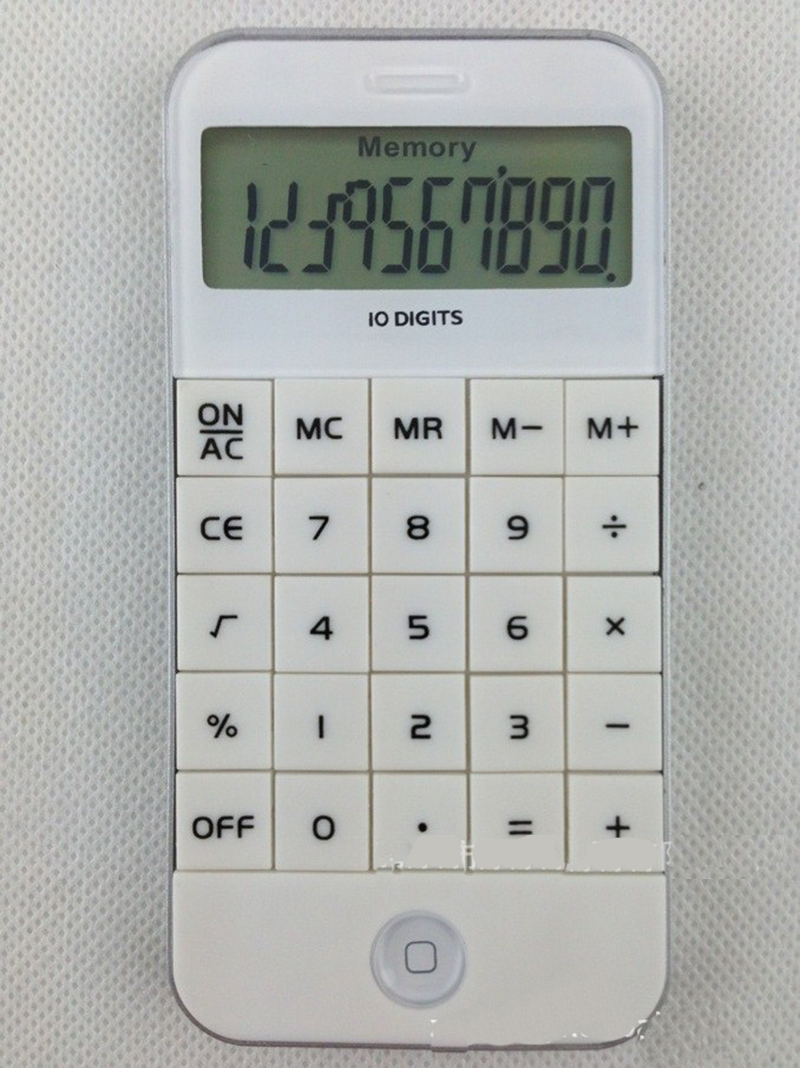 Memory
1234567890.
10 DIGITS
ON
AC MC MR M− M+
CE 7 8 9 ÷
√ 4 5 6 ×
% 1 2 3 −
OFF 0 . = +